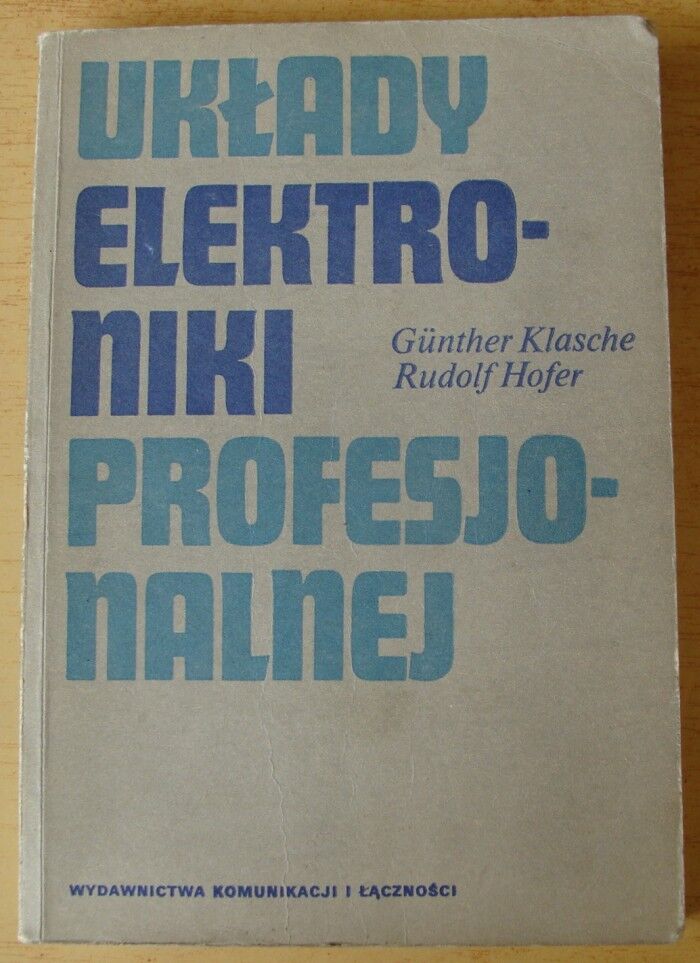 UKŁADY
ELEKTRO-
NIKI
Günther Klasche
Rudolf Hofer
PROFESJO-
NALNEJ
WYDAWNICTWA KOMUNIKACJI I ŁĄCZNOŚCI